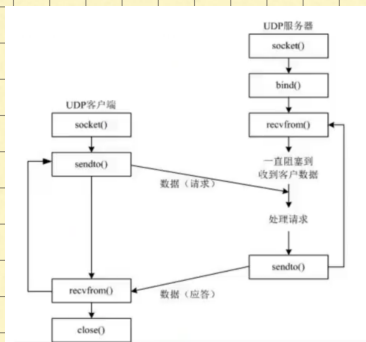 UDP服务器
socket()
bind()
UDP客户端
recvfrom()
socket()
一直阻塞到
收到客户数据
sendto()
数据（请求）
处理请求
sendto()
recvfrom()
数据（应答）
close()